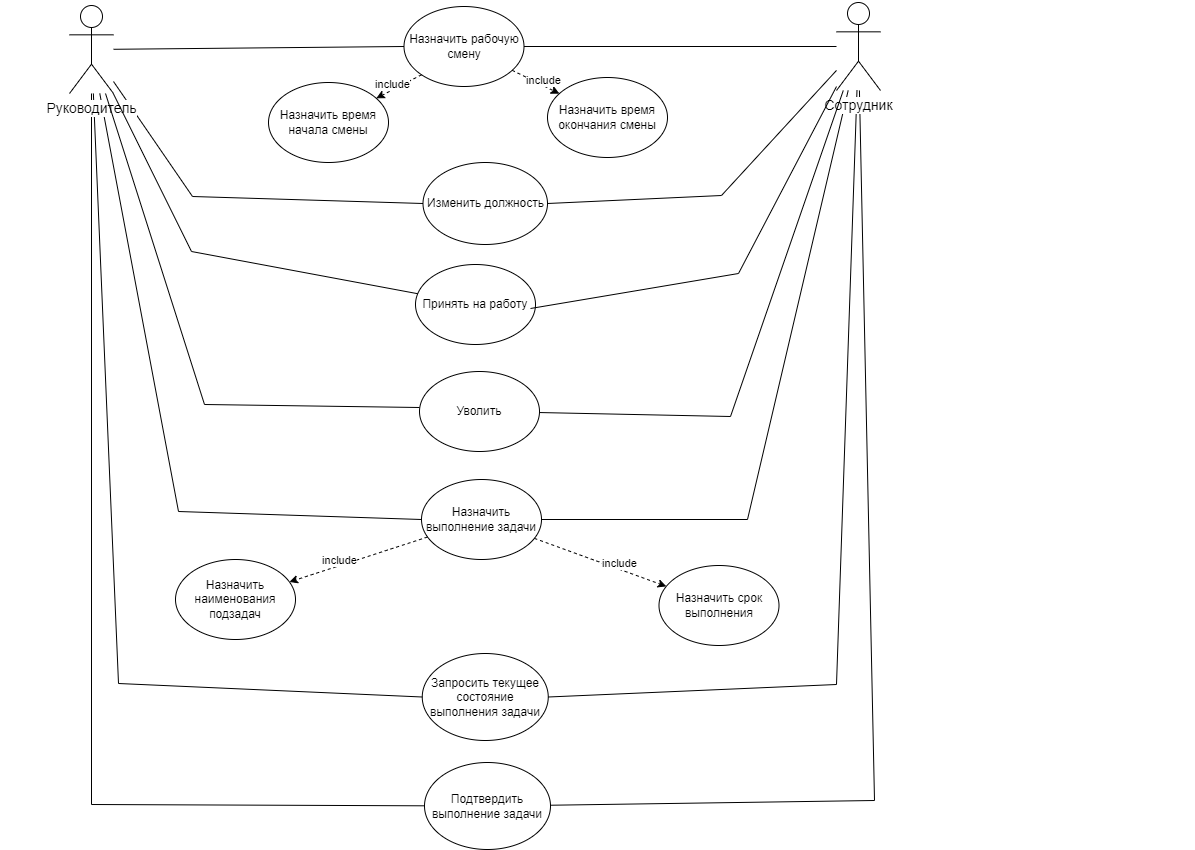 Назначить рабочую
смену
include
include
Руководитель
Сотрудник
Назначить время
начала смены
Назначить время
окончания смены
Изменить должность
Принять на работу
Уволить
Назначить
выполнение задачи
include
include
Назначить
наименования
подзадач
Назначить срок
выполнения
Запросить текущее
состояние
выполнения задачи
Подтвердить
выполнение задачи